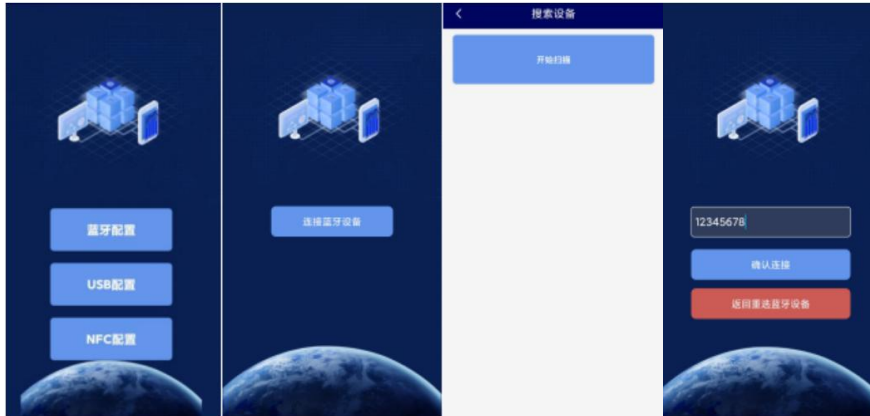 蓝牙配置
USB配置
NFC配置
连接蓝牙设备
搜索设备
开始扫描
12345678
确认连接
返回重选蓝牙设备